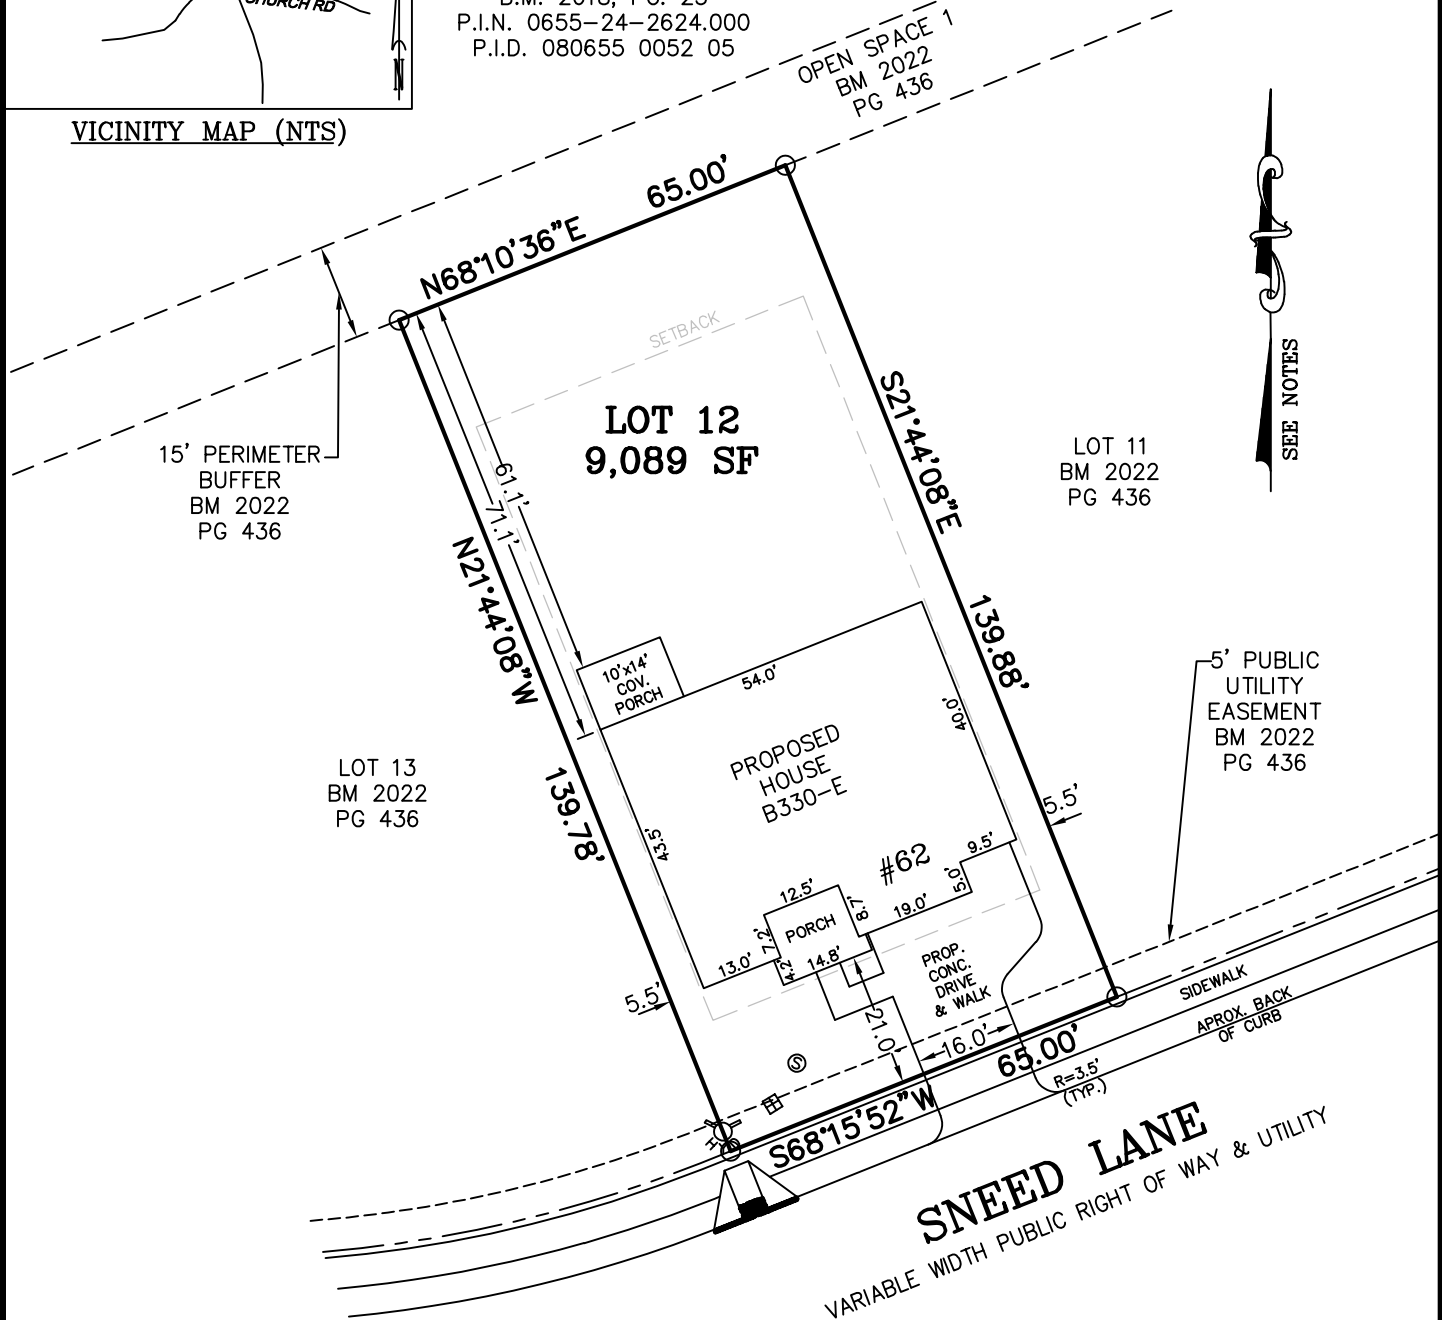 CHURCH RD
N
VICINITY MAP (NTS)
P.I.N. 0655-24-2624.000
P.I.D. 080655 0052 05
OPEN SPACE 1
BM 2022
PG 436
N68°10'36"E
65.00'
SETBACK
LOT 12
9,089 SF
SEE NOTES
15' PERIMETER
BUFFER
BM 2022
PG 436
61.1'
71.1'
S21°44'08"E
139.88'
LOT 11
BM 2022
PG 436
N21°44'08"W
139.78'
10'x14'
COV.
PORCH
54.0'
40.0'
PROPOSED
HOUSE
B330-E
5' PUBLIC
UTILITY
EASEMENT
BM 2022
PG 436
LOT 13
BM 2022
PG 436
43.5'
5.5'
#62
9.5'
5.0'
12.5'
8.7'
19.0'
PORCH
7.2'
13.0'
4.2'
14.8'
PROP.
CONC.
DRIVE
& WALK
5.5'
21.0'
16.0'
65.00'
S68°15'52"W
S
SIDEWALK
APROX. BACK
OF CURB
R=3.5'
(TYP.)
SNEED LANE
VARIABLE WIDTH PUBLIC RIGHT OF WAY & UTILITY